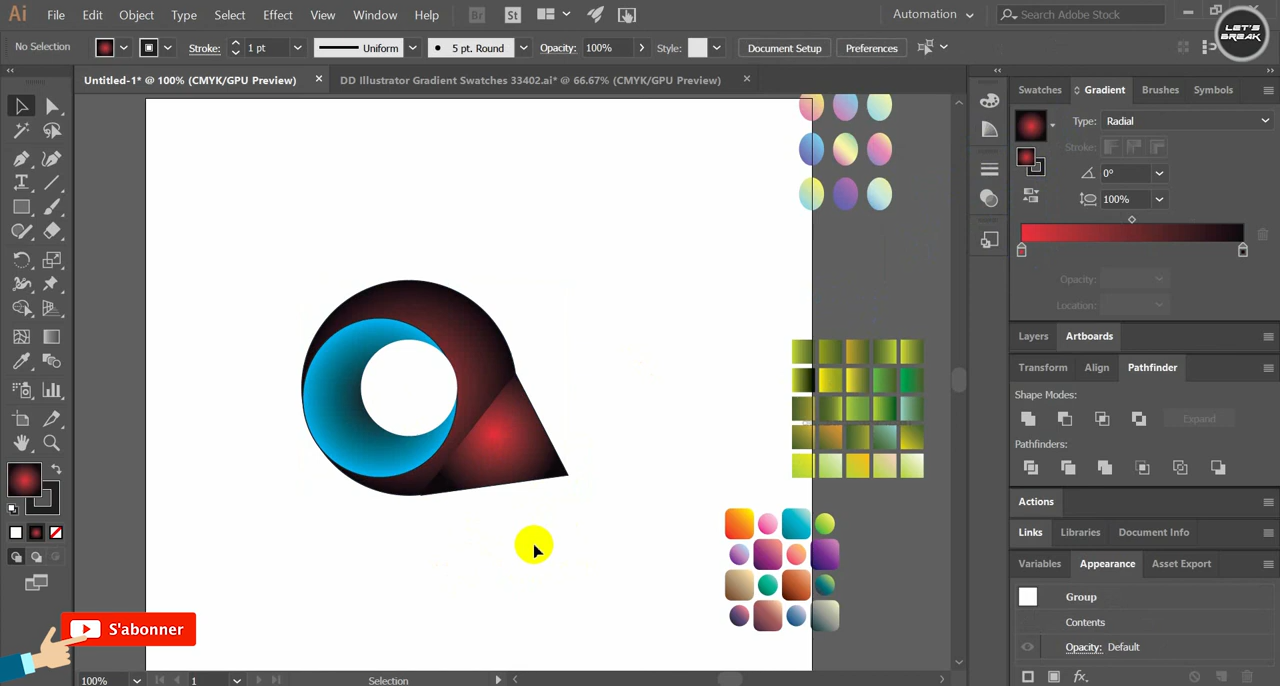 Ai File Edit Object Type Select Effect View Window Help Br St Automation Search Adobe Stock
LET'S BREAK
No Selection Stroke: 1 pt Uniform 5 pt. Round Opacity: 100% Style: Document Setup Preferences
Untitled-1* @ 100% (CMYK/GPU Preview) × DD Illustrator Gradient Swatches 33402.ai* @ 66.67% (CMYK/GPU Preview) ×
Swatches Gradient Brushes Symbols
Type: Radial
Stroke:
0°
100%
Opacity:
Location:
Layers Artboards
Transform Align Pathfinder
Shape Modes:
Expand
Pathfinders:
Actions
Links Libraries Document Info
Variables Appearance Asset Export
Group
Contents
Opacity: Default
fx
S'abonner
100% 1 Selection